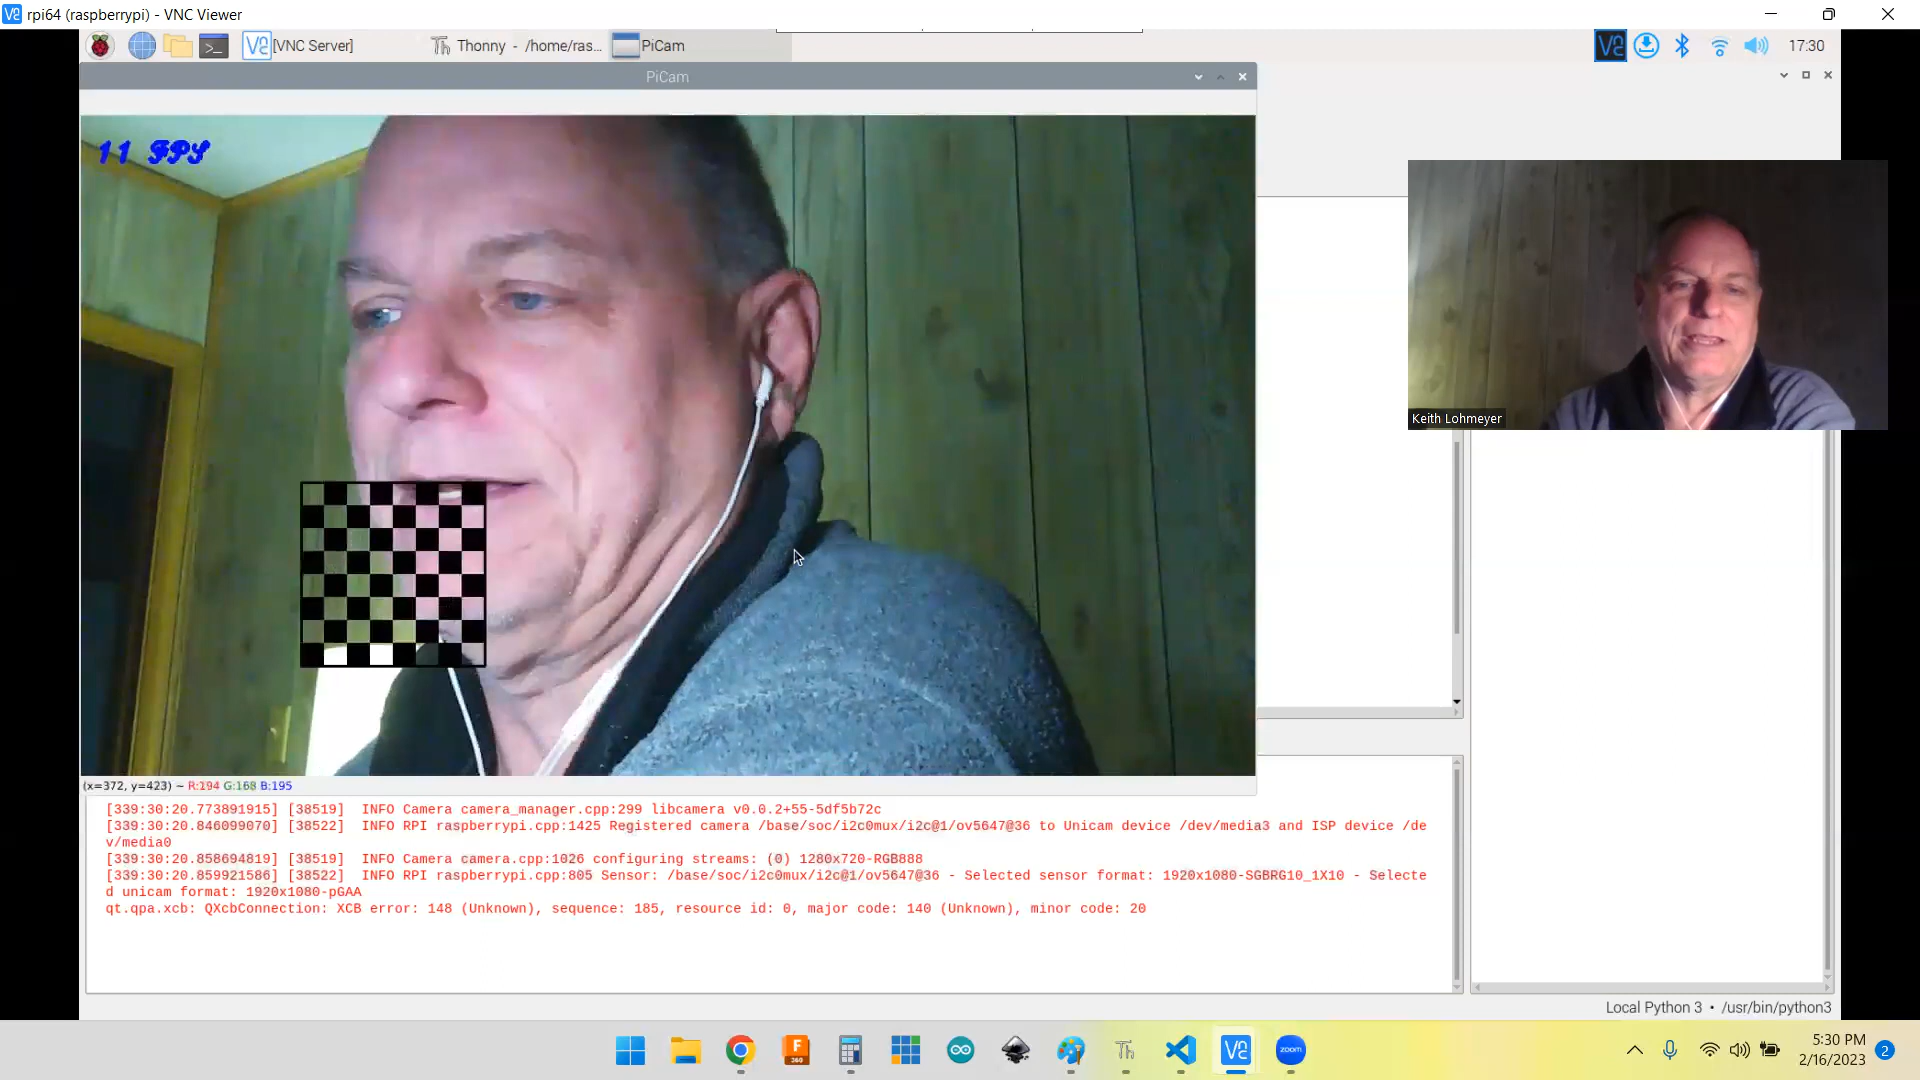 rpi64 (raspberrypi) - VNC Viewer
[VNC Server]
Thonny - /home/ras...
PiCam
17:30
PiCam
11 FPS
Keith Lohmeyer
(x=372, y=423) ~ R:194 G:168 B:195
[339:30:20.773891915] [38519]  INFO Camera camera_manager.cpp:299 libcamera v0.0.2+55-5df5b72c
[339:30:20.846099070] [38522]  INFO RPI raspberrypi.cpp:1425 Registered camera /base/soc/i2c0mux/i2c@1/ov5647@36 to Unicam device /dev/media3 and ISP device /de
v/media0
[339:30:20.858694819] [38519]  INFO Camera camera.cpp:1026 configuring streams: (0) 1280x720-RGB888
[339:30:20.859921586] [38522]  INFO RPI raspberrypi.cpp:805 Sensor: /base/soc/i2c0mux/i2c@1/ov5647@36 - Selected sensor format: 1920x1080-SGBRG10_1X10 - Selecte
d unicam format: 1920x1080-pGAA
qt.qpa.xcb: QXcbConnection: XCB error: 148 (Unknown), sequence: 185, resource id: 0, major code: 140 (Unknown), minor code: 20
Local Python 3 • /usr/bin/python3
F
360
Th
zoom
5:30 PM
2/16/2023
2